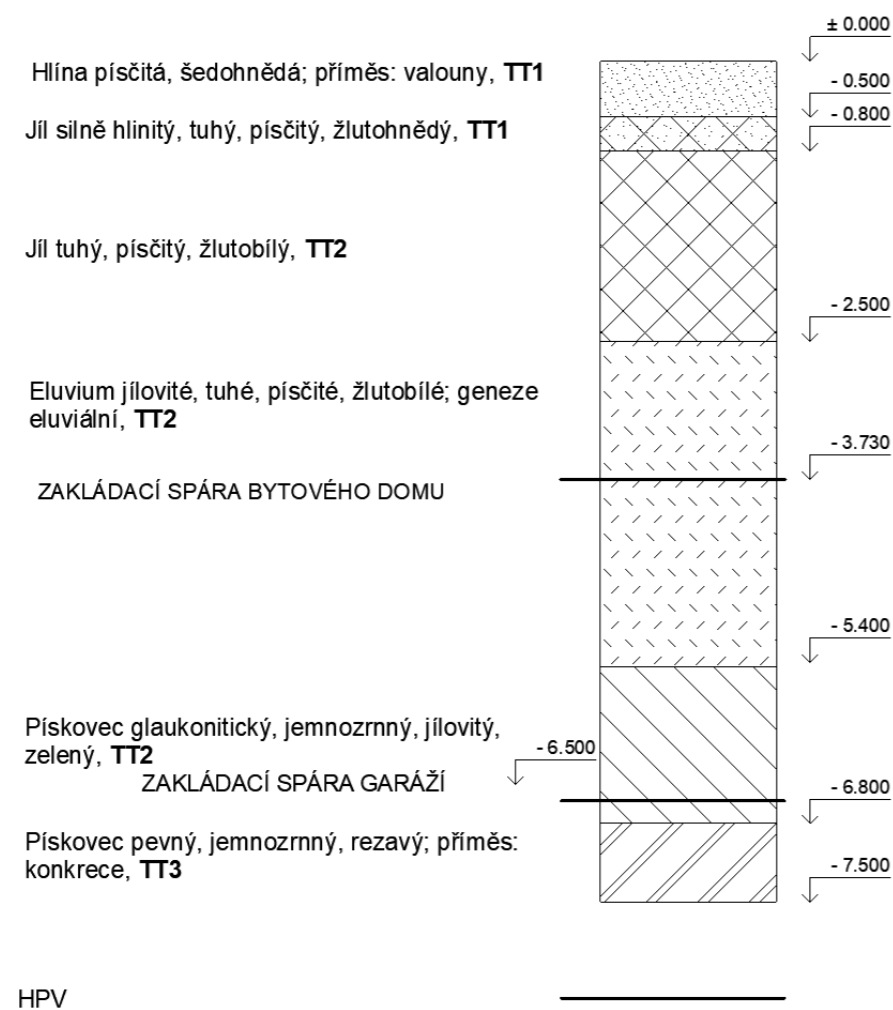 ± 0.000
Hlína písčitá, šedohnědá; příměs: valouny, TT1
- 0.500
- 0.800
Jíl silně hlinitý, tuhý, písčitý, žlutohnědý, TT1
Jíl tuhý, písčitý, žlutobílý, TT2
- 2.500
Eluvium jílovité, tuhé, písčité, žlutobílé; geneze
eluviální, TT2
- 3.730
ZAKLÁDACÍ SPÁRA BYTOVÉHO DOMU
- 5.400
Pískovec glaukonitický, jemnozrnný, jílovitý,
zelený, TT2
- 6.500
ZAKLÁDACÍ SPÁRA GARÁŽÍ
- 6.800
Pískovec pevný, jemnozrnný, rezavý; příměs:
konkrece, TT3
- 7.500
HPV